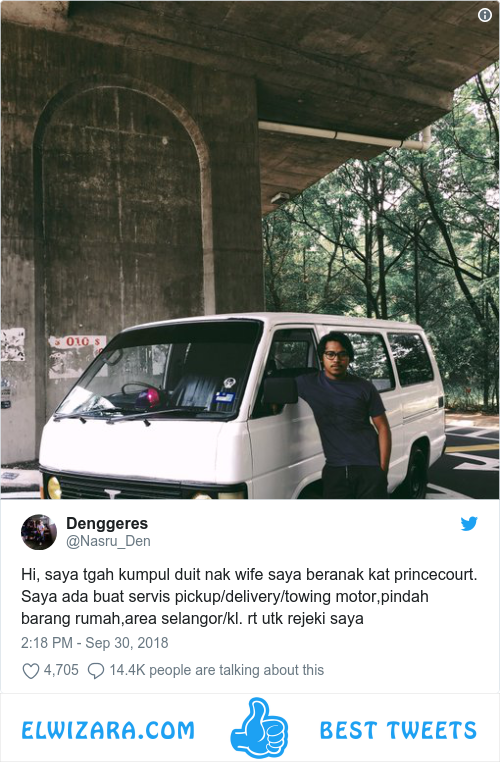 $ OTO $
Denggeres
@Nasru_Den
Hi, saya tgah kumpul duit nak wife saya beranak kat princecourt.
Saya ada buat servis pickup/delivery/towing motor,pindah
barang rumah,area selangor/kl. rt utk rejeki saya
2:18 PM - Sep 30, 2018
4,705 14.4K people are talking about this
ELWIZARA.COM BEST TWEETS